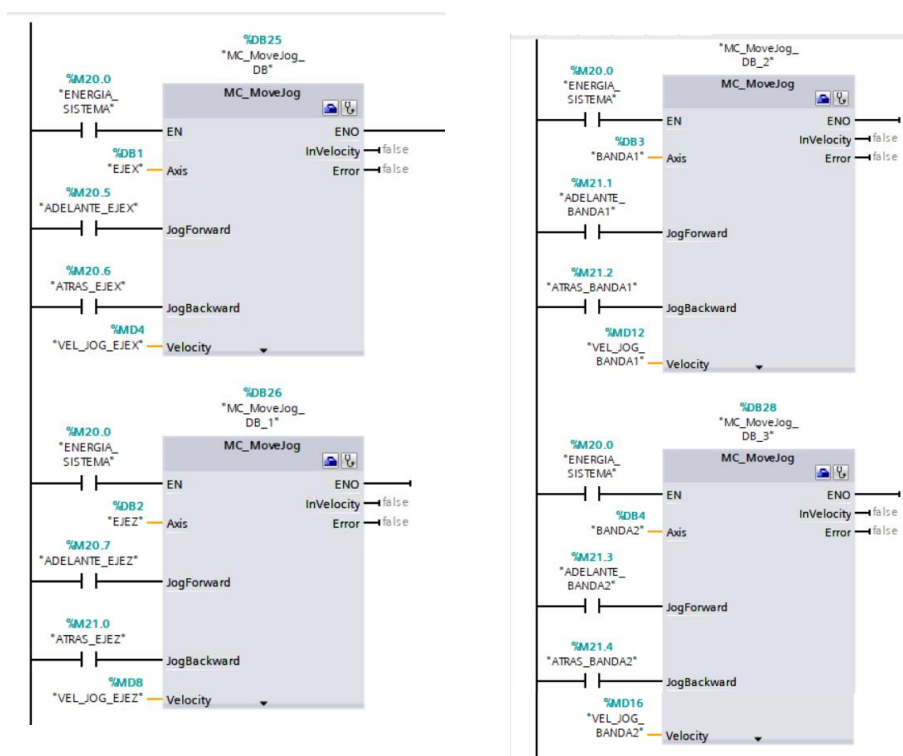 %DB25
"MC_MoveJog_
DB"
%M20.0
"ENERGIA_
SISTEMA"
MC_MoveJog
EN
ENO
%DB1
"EJEX"
Axis
InVelocity
false
Error
false
%M20.5
"ADELANTE_EJEX"
JogForward
%M20.6
"ATRAS_EJEX"
JogBackward
%MD4
"VEL_JOG_EJEX"
Velocity
%DB26
"MC_MoveJog_
DB_1"
%M20.0
"ENERGIA_
SISTEMA"
MC_MoveJog
EN
ENO
%DB2
"EJEZ"
Axis
InVelocity
false
Error
false
%M20.7
"ADELANTE_EJEZ"
JogForward
%M21.0
"ATRAS_EJEZ"
JogBackward
%MD8
"VEL_JOG_EJEZ"
Velocity
"MC_MoveJog_
DB_2"
%M20.0
"ENERGIA_
SISTEMA"
MC_MoveJog
EN
ENO
%DB3
"BANDA1"
Axis
InVelocity
false
Error
false
%M21.1
"ADELANTE_
BANDA1"
JogForward
%M21.2
"ATRAS_BANDA1"
JogBackward
%MD12
"VEL_JOG_
BANDA1"
Velocity
%DB28
"MC_MoveJog_
DB_3"
%M20.0
"ENERGIA_
SISTEMA"
MC_MoveJog
EN
ENO
%DB4
"BANDA2"
Axis
InVelocity
false
Error
false
%M21.3
"ADELANTE_
BANDA2"
JogForward
%M21.4
"ATRAS_BANDA2"
JogBackward
%MD16
"VEL_JOG_
BANDA2"
Velocity